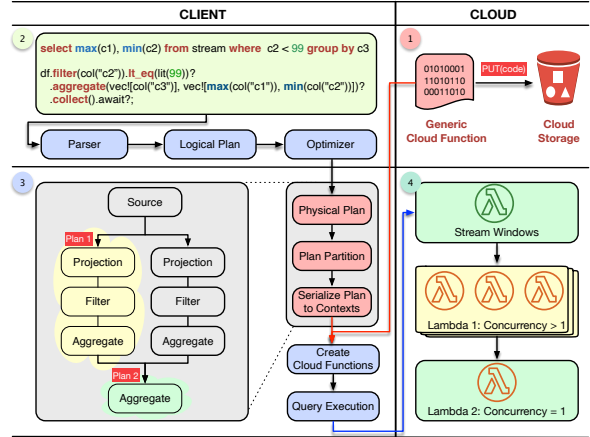 CLIENT
CLOUD
2
select max(c1), min(c2) from stream where c2 < 99 group by c3
df.filter(col("c2")).lt_eq(lit(99))?
.aggregate(vec![col("c3")], vec![max(col("c1")), min(col("c2"))])?
.collect().await?;
Parser
Logical Plan
Optimizer
1
01010001
11010110
00011010
PUT(code)
Generic
Cloud Function
Cloud
Storage
3
Source
Plan 1
Projection
Projection
Filter
Filter
Aggregate
Aggregate
Plan 2
Aggregate
Physical Plan
Plan Partition
Serialize Plan
to Contexts
Create
Cloud Functions
Query Execution
4
Stream Windows
Lambda 1: Concurrency > 1
Lambda 2: Concurrency = 1